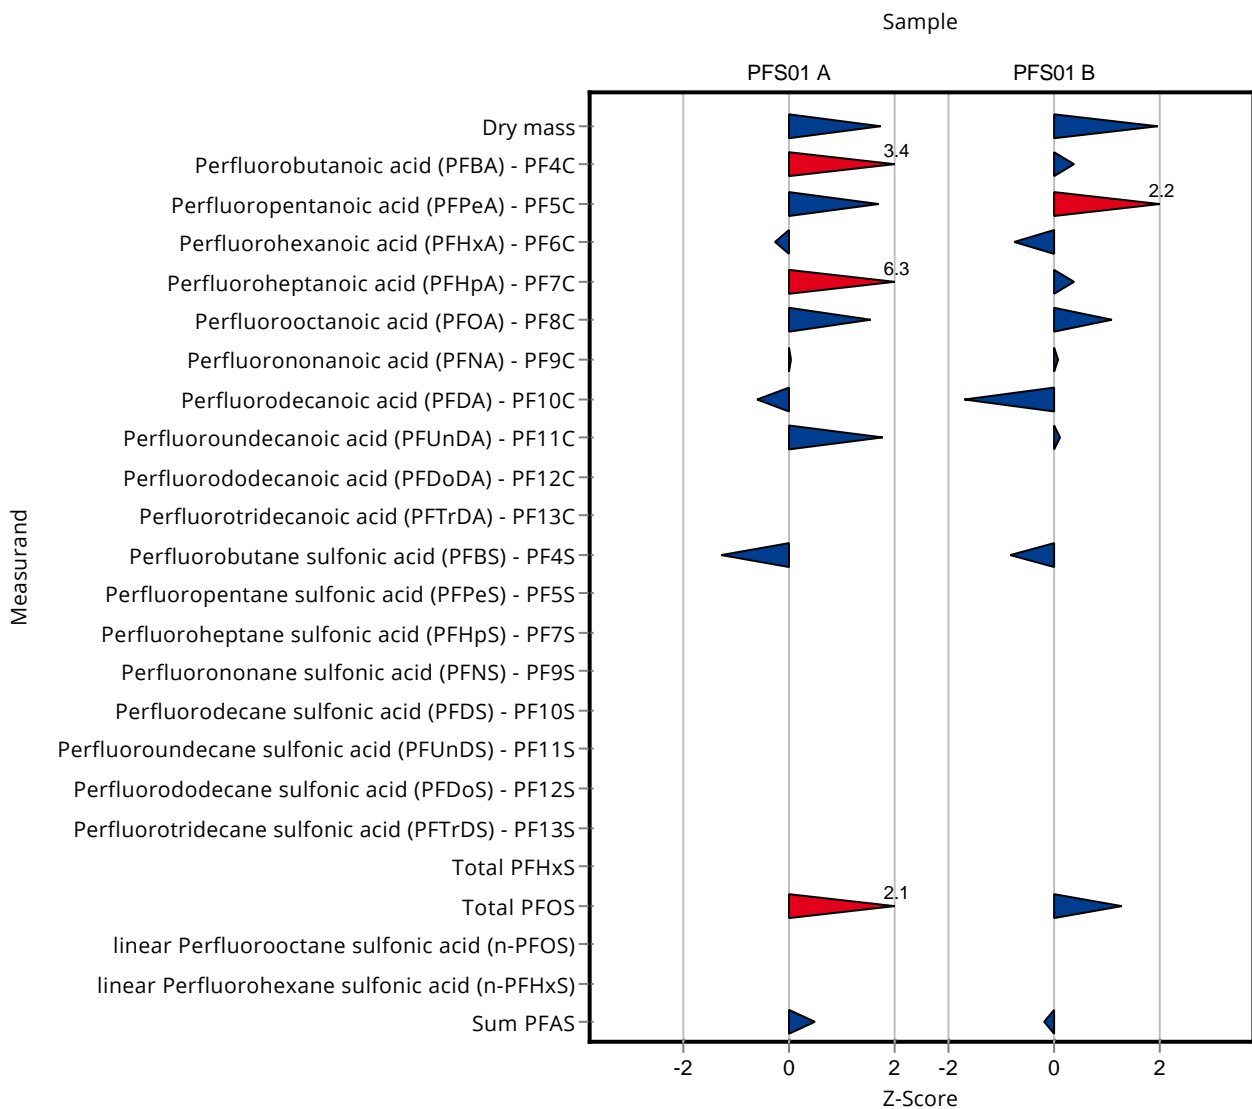 Sample
PFS01 A PFS01 B
Dry mass
Perfluorobutanoic acid (PFBA) - PF4C 3.4
Perfluoropentanoic acid (PFPeA) - PF5C 2.2
Perfluorohexanoic acid (PFHxA) - PF6C
Perfluoroheptanoic acid (PFHpA) - PF7C 6.3
Perfluorooctanoic acid (PFOA) - PF8C
Perfluorononanoic acid (PFNA) - PF9C
Perfluorodecanoic acid (PFDA) - PF10C
Perfluoroundecanoic acid (PFUnDA) - PF11C
Perfluorododecanoic acid (PFDoDA) - PF12C
Perfluorotridecanoic acid (PFTrDA) - PF13C
Perfluorobutane sulfonic acid (PFBS) - PF4S
Perfluoropentane sulfonic acid (PFPeS) - PF5S
Perfluoroheptane sulfonic acid (PFHpS) - PF7S
Perfluorononane sulfonic acid (PFNS) - PF9S
Perfluorodecane sulfonic acid (PFDS) - PF10S
Perfluoroundecane sulfonic acid (PFUnDS) - PF11S
Perfluorododecane sulfonic acid (PFDoS) - PF12S
Perfluorotridecane sulfonic acid (PFTrDS) - PF13S
Total PFHxS
Total PFOS 2.1
linear Perfluorooctane sulfonic acid (n-PFOS)
linear Perfluorohexane sulfonic acid (n-PFHxS)
Sum PFAS
Measurand
-2 0 2 -2 0 2
Z-Score